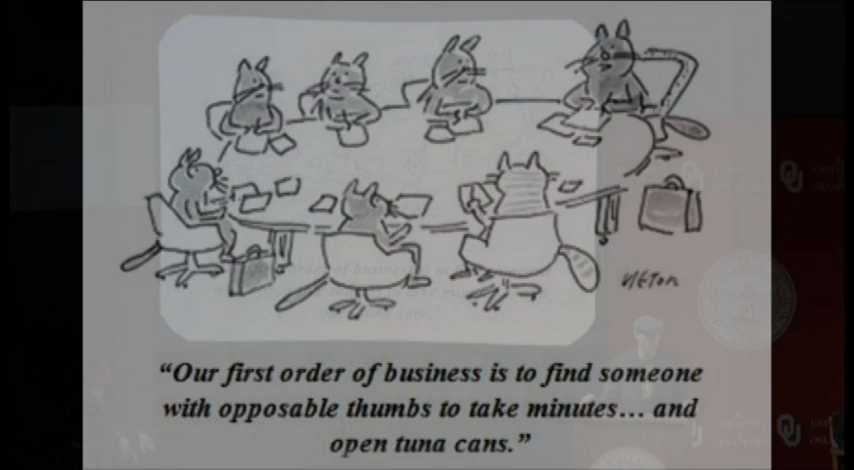 “Our first order of business is to find someone
with opposable thumbs to take minutes… and
open tuna cans.”